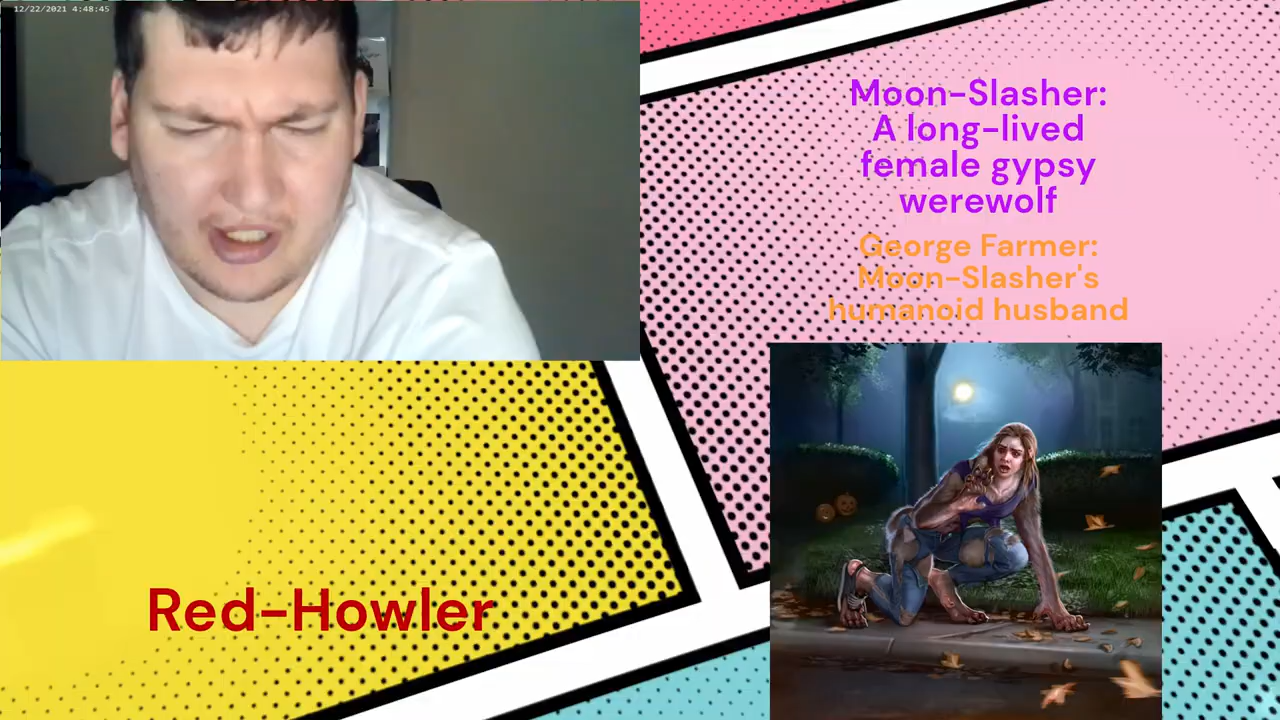 12/22/2021 4:48:45
Moon-Slasher:
A long-lived
female gypsy
werewolf
George Farmer:
Moon-Slasher's
humanoid husband
Red-Howler